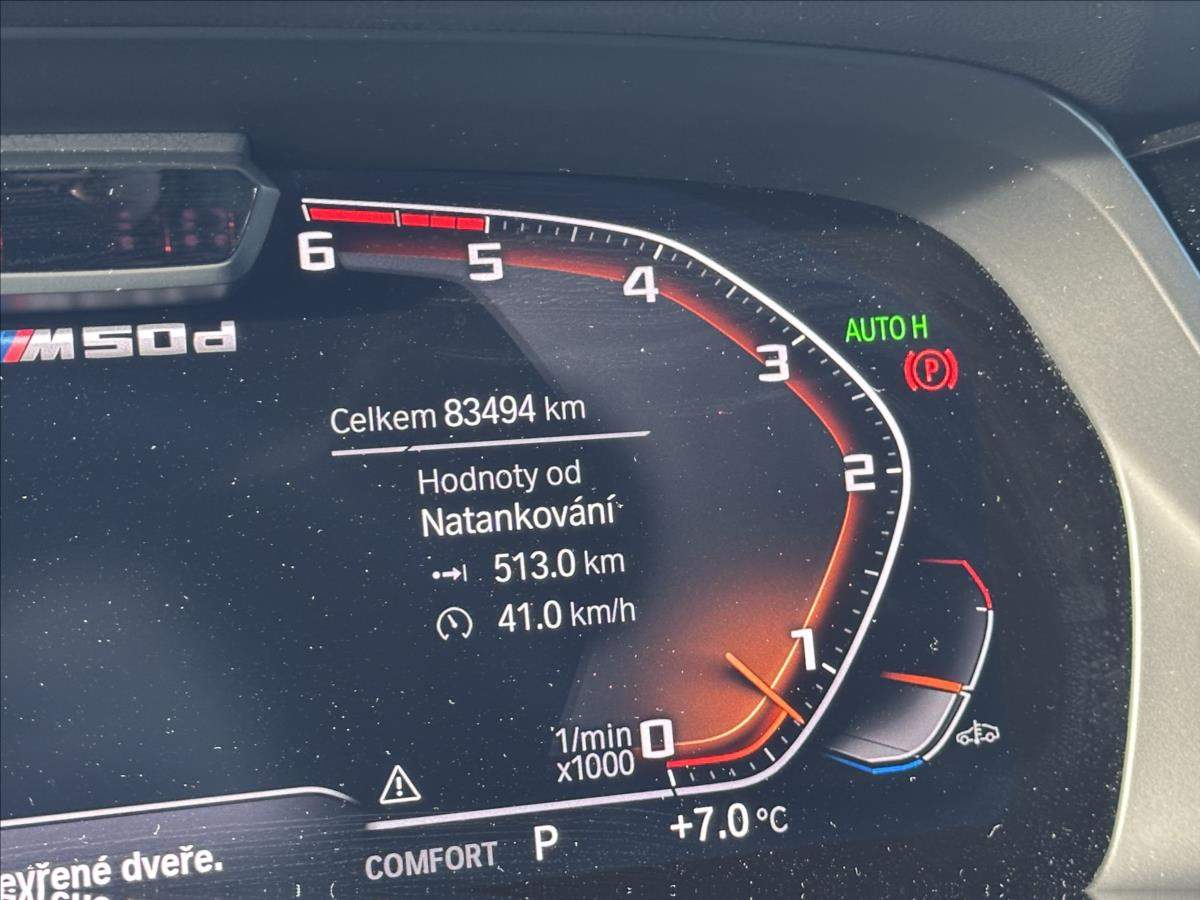 6
5
4
3
2
1
0
M50d
AUTO H
P
Celkem 83494 km
Hodnoty od
Natankování
513.0 km
41.0 km/h
1/min
x1000
+7.0 °C
COMFORT P
dveře.